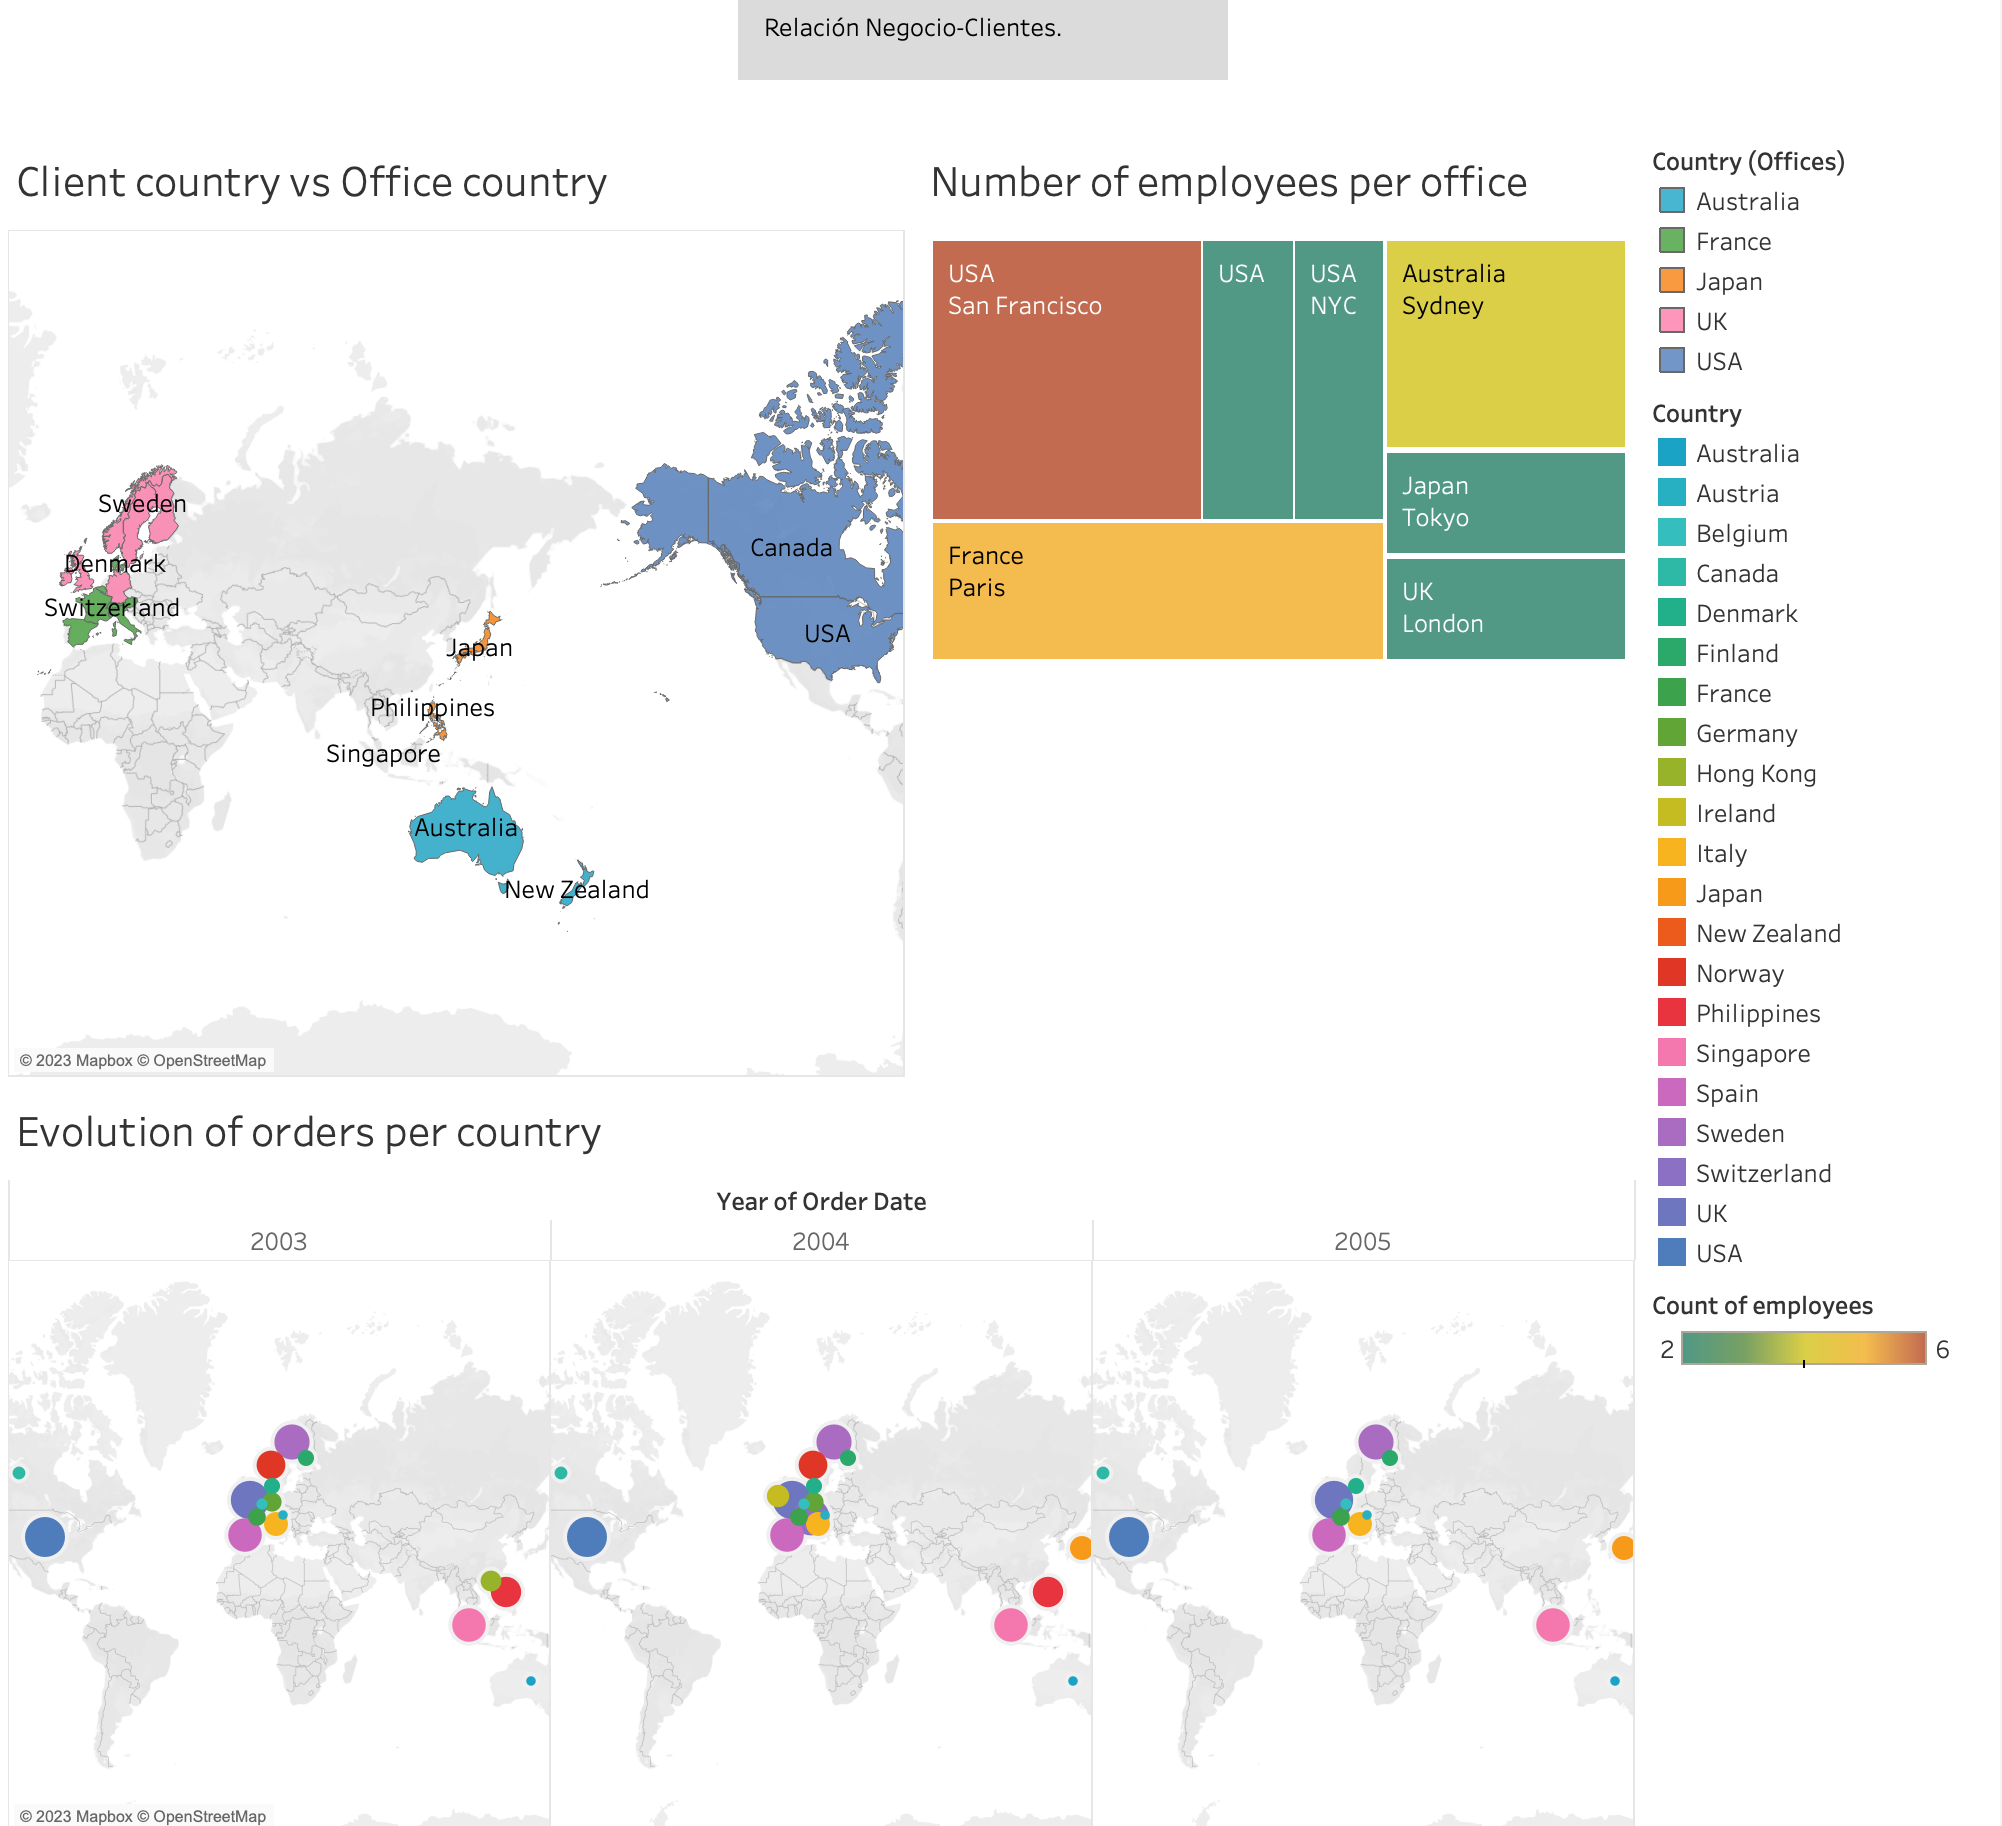 Relación Negocio-Clientes.
Client country vs Office country
Sweden
Denmark
Switzerland
Canada
USA
Japan
Philippines
Singapore
Australia
New Zealand
© 2023 Mapbox © OpenStreetMap
Number of employees per office
USA
San Francisco
USA
USA
NYC
Australia
Sydney
Japan
Tokyo
UK
London
France
Paris
Country (Offices)
Australia
France
Japan
UK
USA
Country
Australia
Austria
Belgium
Canada
Denmark
Finland
France
Germany
Hong Kong
Ireland
Italy
Japan
New Zealand
Norway
Philippines
Singapore
Spain
Sweden
Switzerland
UK
USA
Count of employees
2
6
Evolution of orders per country
Year of Order Date
2003
2004
2005
© 2023 Mapbox © OpenStreetMap